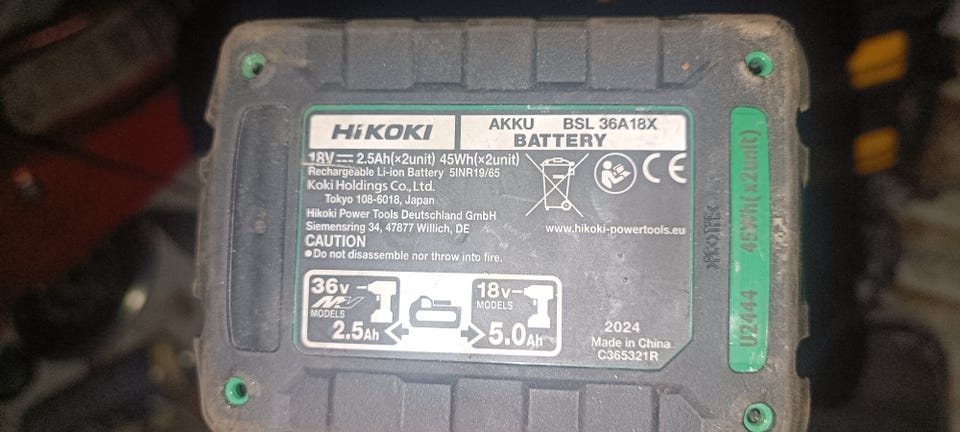 HiKOKI
AKKU BSL 36A18X
BATTERY
18V 2.5Ah(×2unit) 45Wh(×2unit)
Rechargeable Li-ion Battery 5INR19/65
Koki Holdings Co.,Ltd.
Tokyo 108-6018, Japan
Hikoki Power Tools Deutschland GmbH
Siemensring 34, 47877 Willich, DE
www.hikoki-powertools.eu
CAUTION
●Do not disassemble nor throw into fire.
36V
MV
MODELS
2.5Ah
18V
MODELS
5.0Ah
2024
Made in China
C365321R
CE
U2444 45Wh(x2unit)